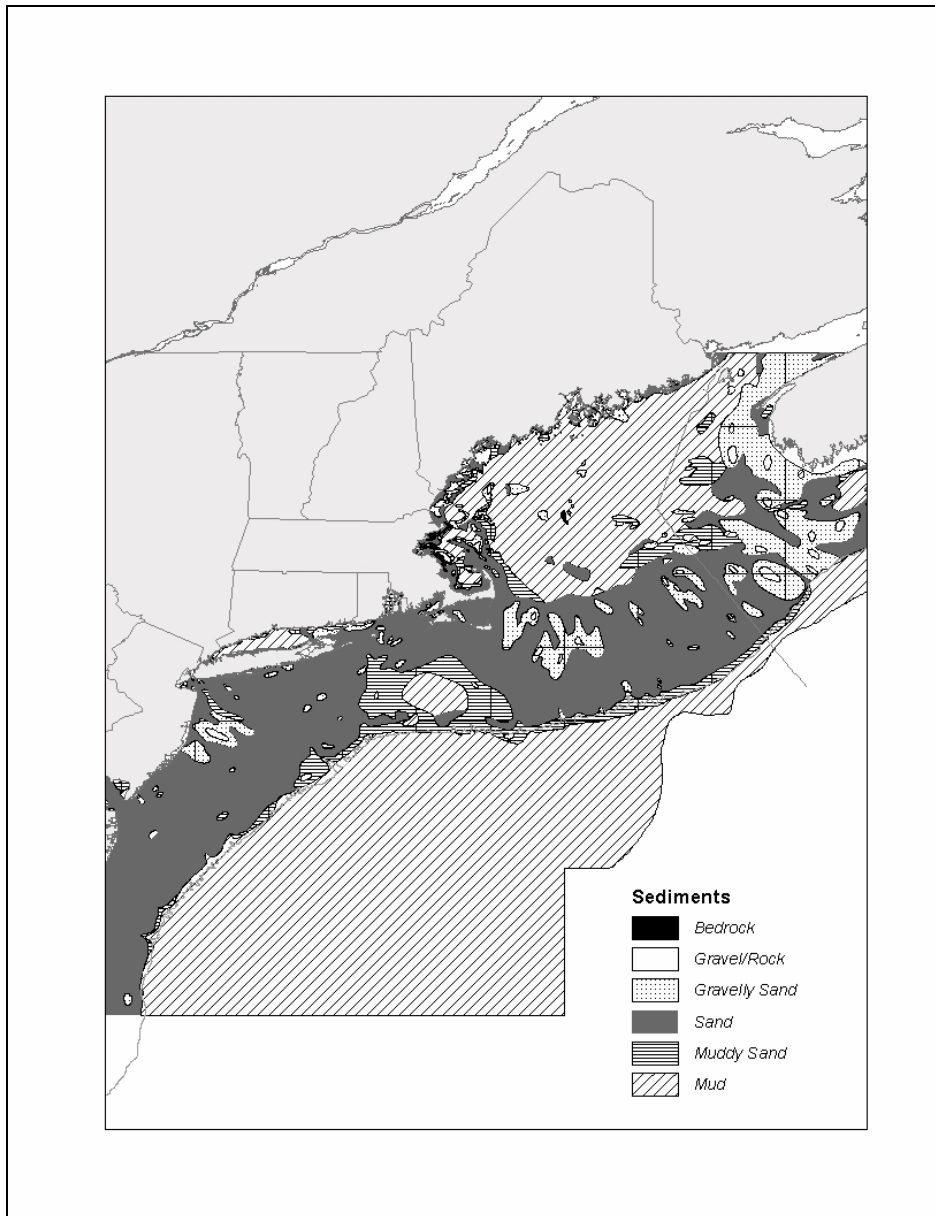 Sediments
Bedrock
Gravel/Rock
Gravelly Sand
Sand
Muddy Sand
Mud